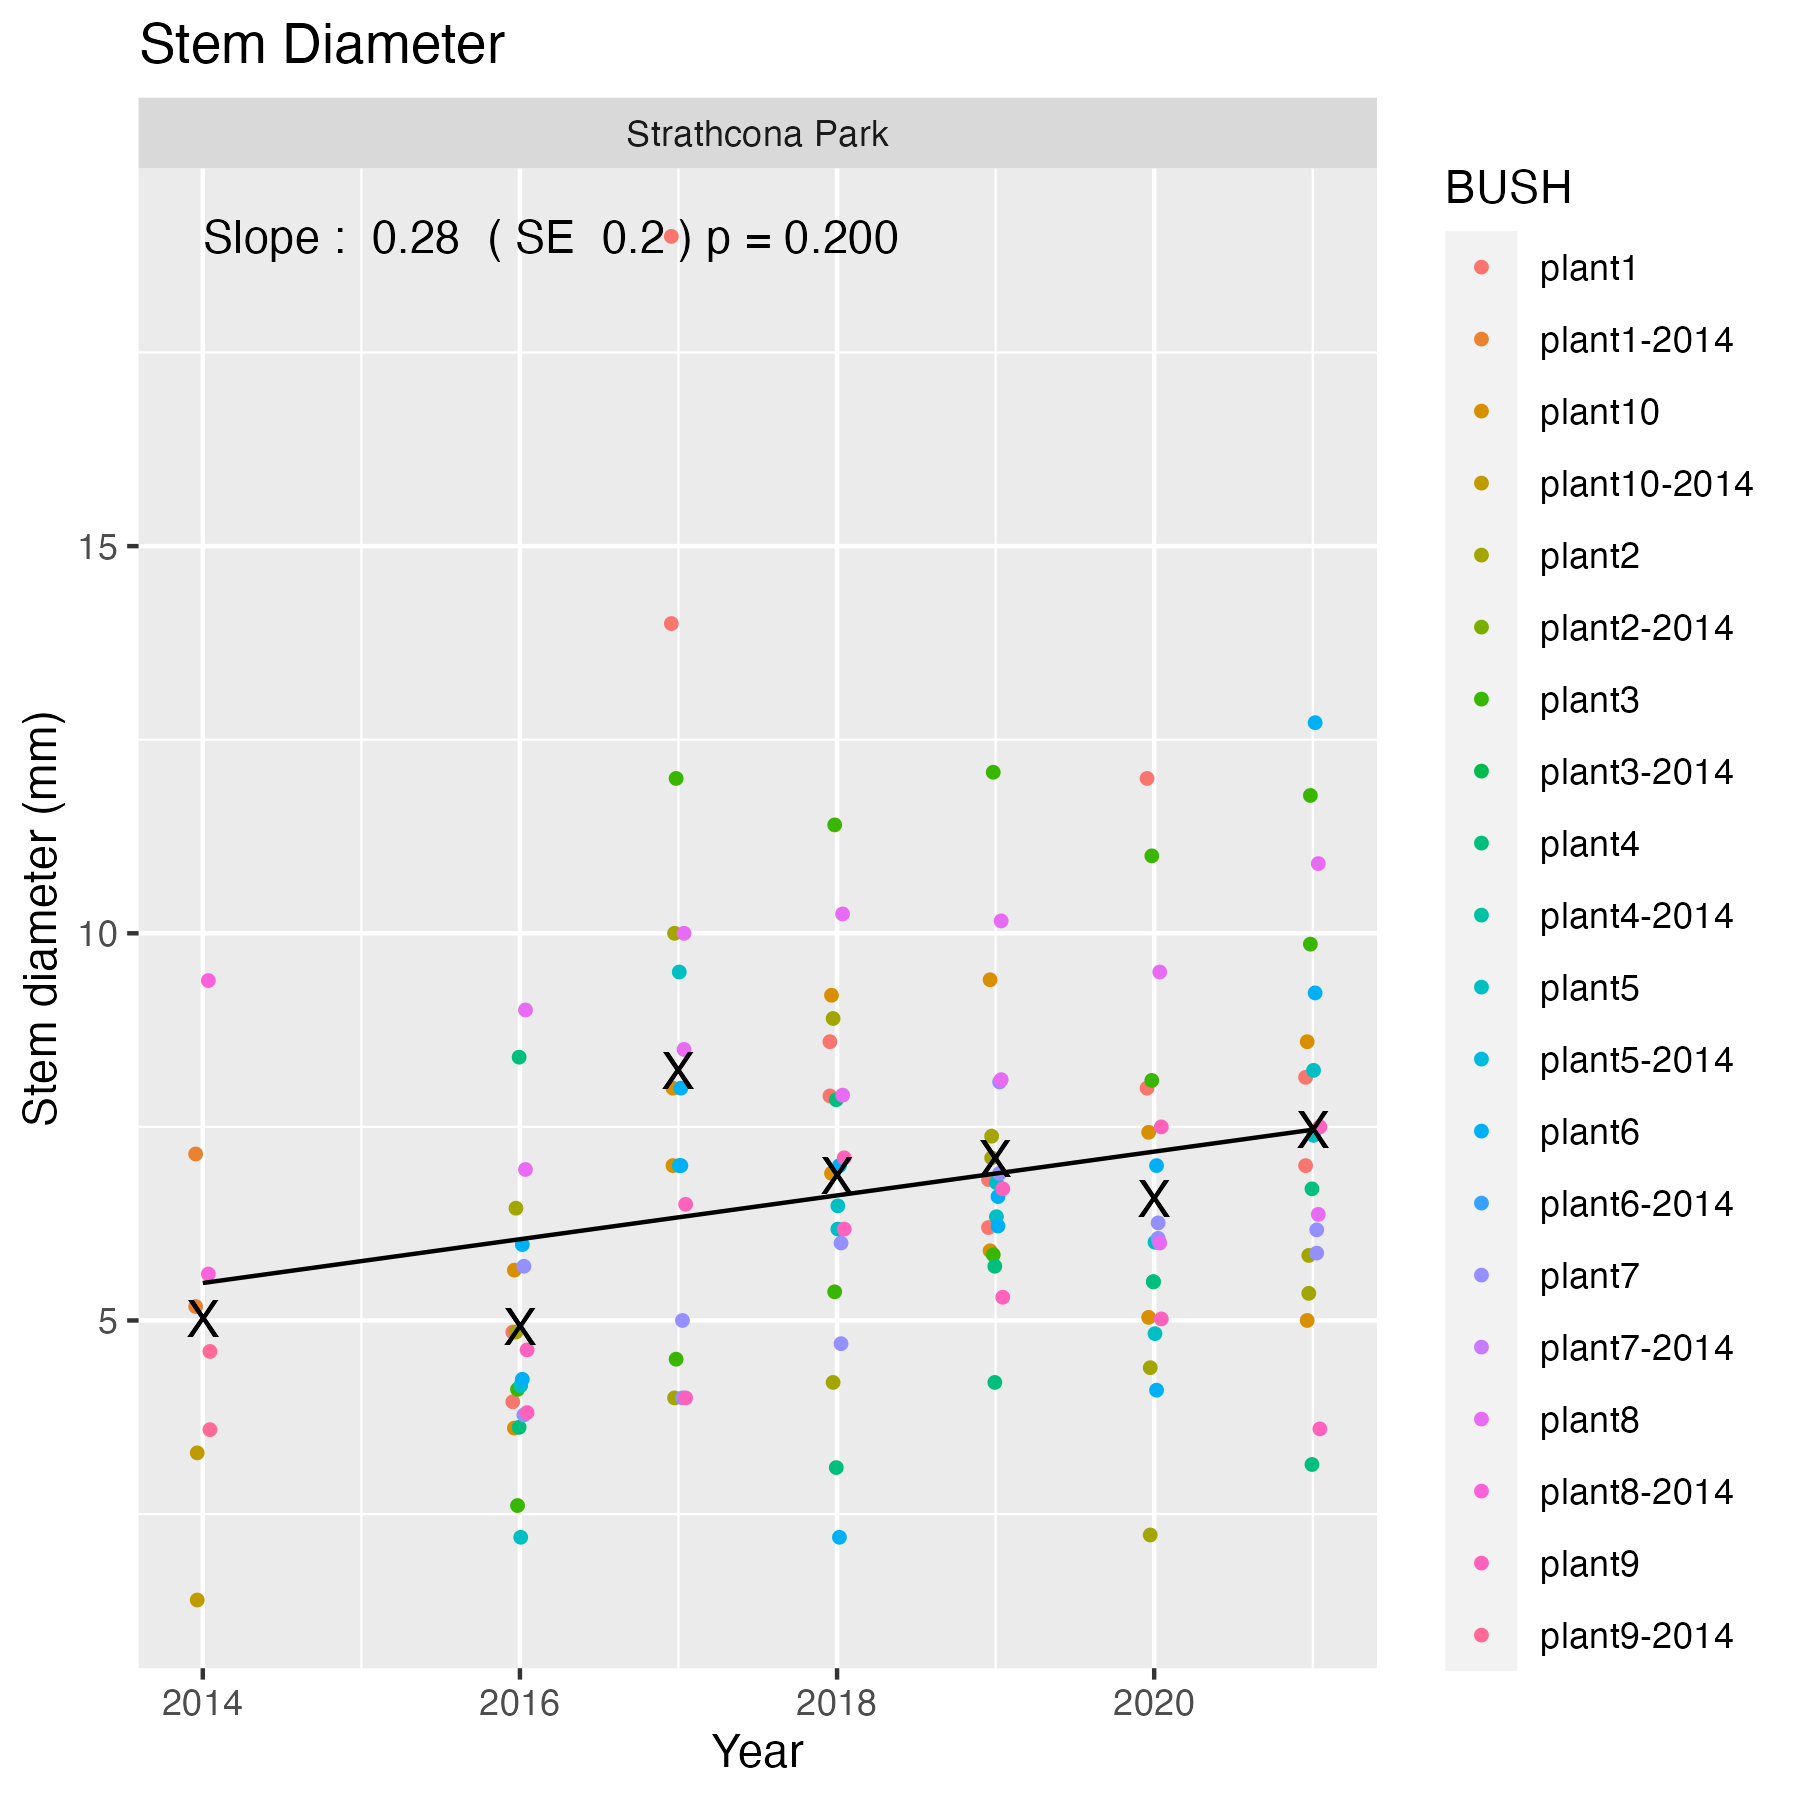 Stem Diameter
Strathcona Park
Slope : 0.28 ( SE 0.2 ) p = 0.200
15
10
5
Stem diameter (mm)
2014 2016 2018 2020
Year
BUSH
plant1
plant1-2014
plant10
plant10-2014
plant2
plant2-2014
plant3
plant3-2014
plant4
plant4-2014
plant5
plant5-2014
plant6
plant6-2014
plant7
plant7-2014
plant8
plant8-2014
plant9
plant9-2014